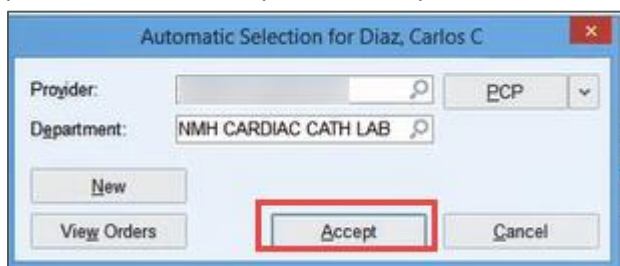 Automatic Selection for Diaz, Carlos C
Provider: PCP
Department: NMH CARDIAC CATH LAB
New
View Orders Accept Cancel